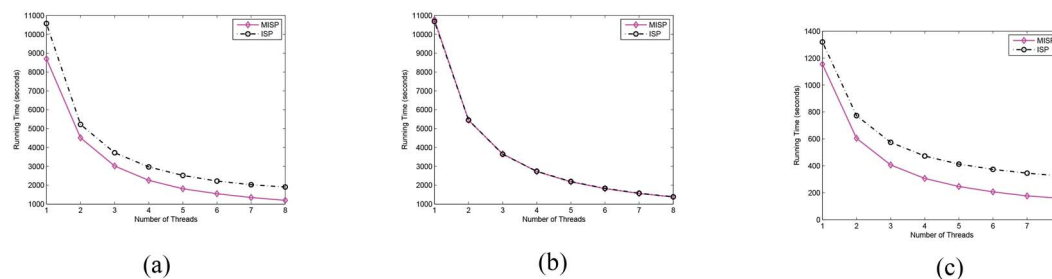 11000
10000
9000
8000
7000
6000
5000
4000
3000
2000
1000
Running Time (seconds)
MISP
ISP
1 2 3 4 5 6 7 8
Number of Threads
(a)
11000
10000
9000
8000
7000
6000
5000
4000
3000
2000
1000
Running Time (seconds)
MISP
ISP
1 2 3 4 5 6 7 8
Number of Threads
(b)
1400
1200
1000
800
600
400
200
0
Running Time (seconds)
MISP
ISP
1 2 3 4 5 6 7
Number of Threads
(c)